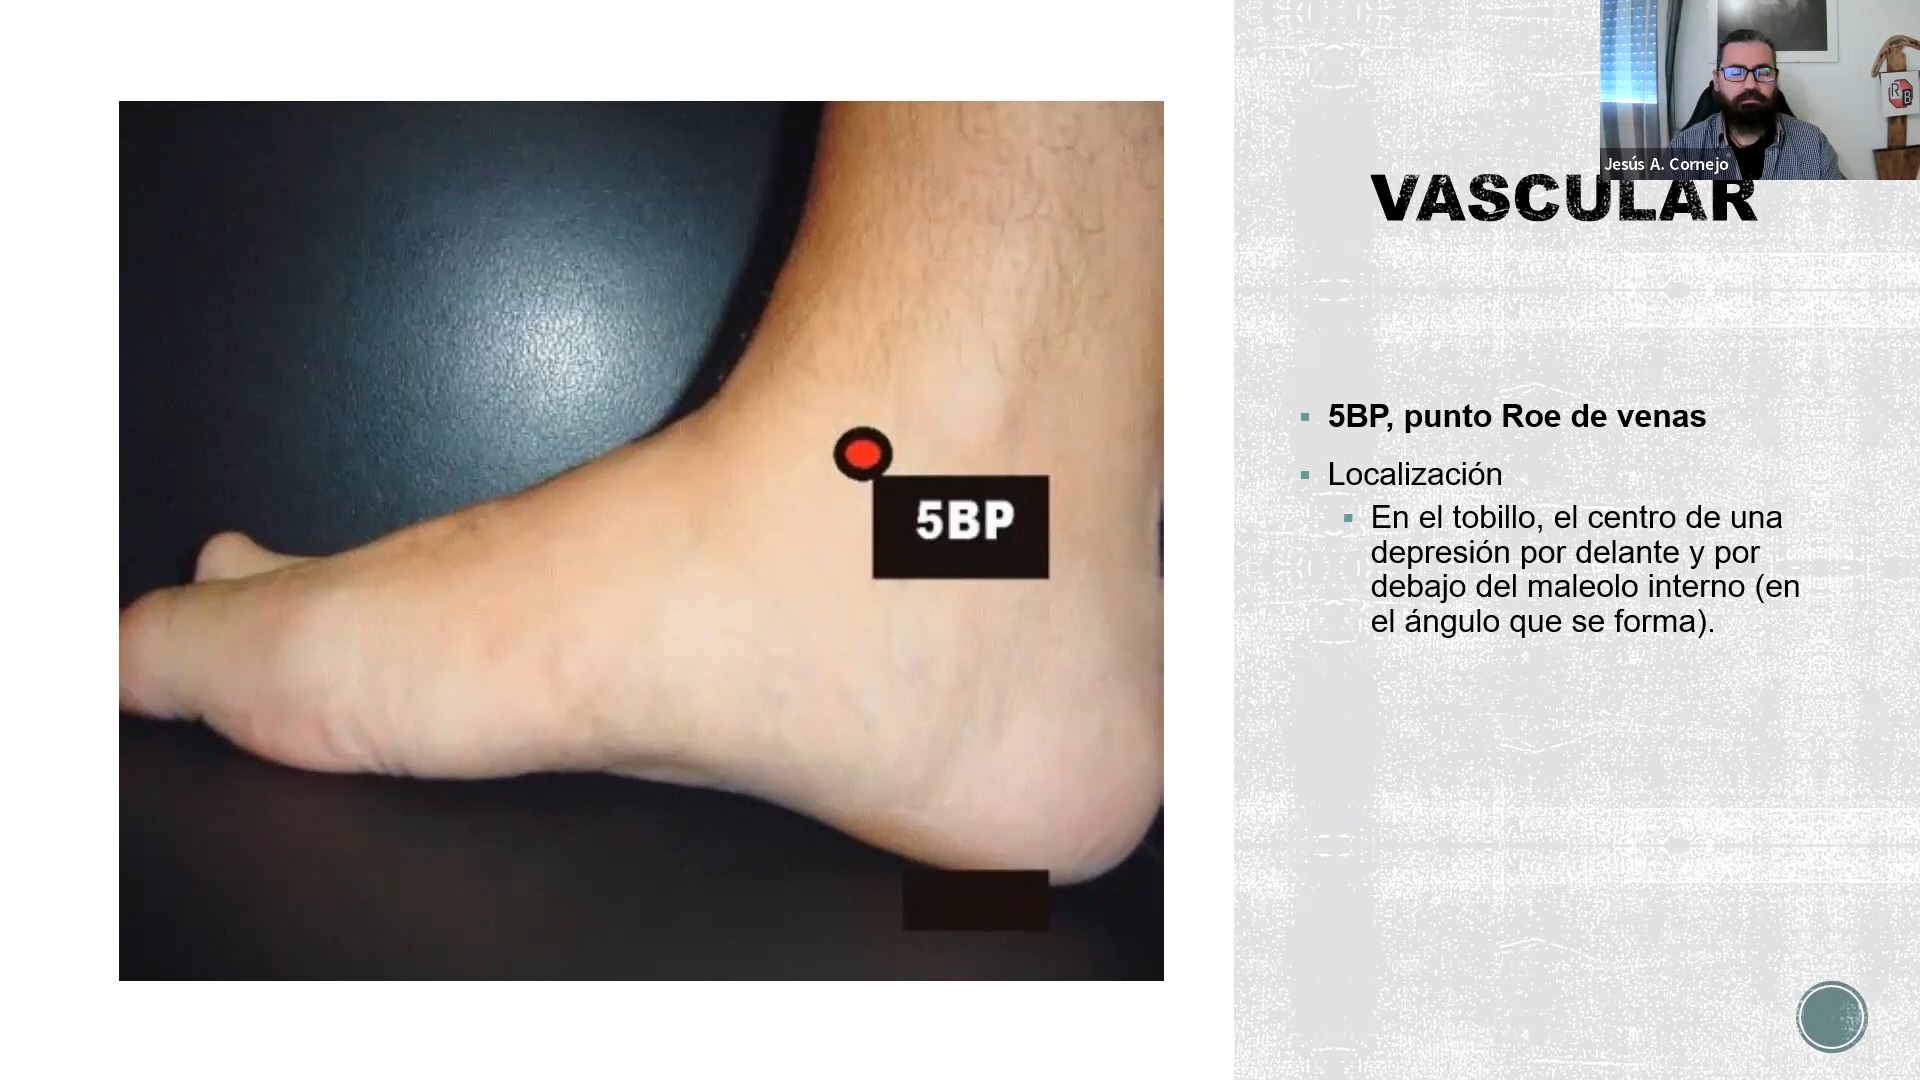 Jesús A. Cornejo
R
B
VASCULAR
5BP, punto Roe de venas
Localización
En el tobillo, el centro de una
depresión por delante y por
debajo del maleolo interno (en
el ángulo que se forma).
5BP